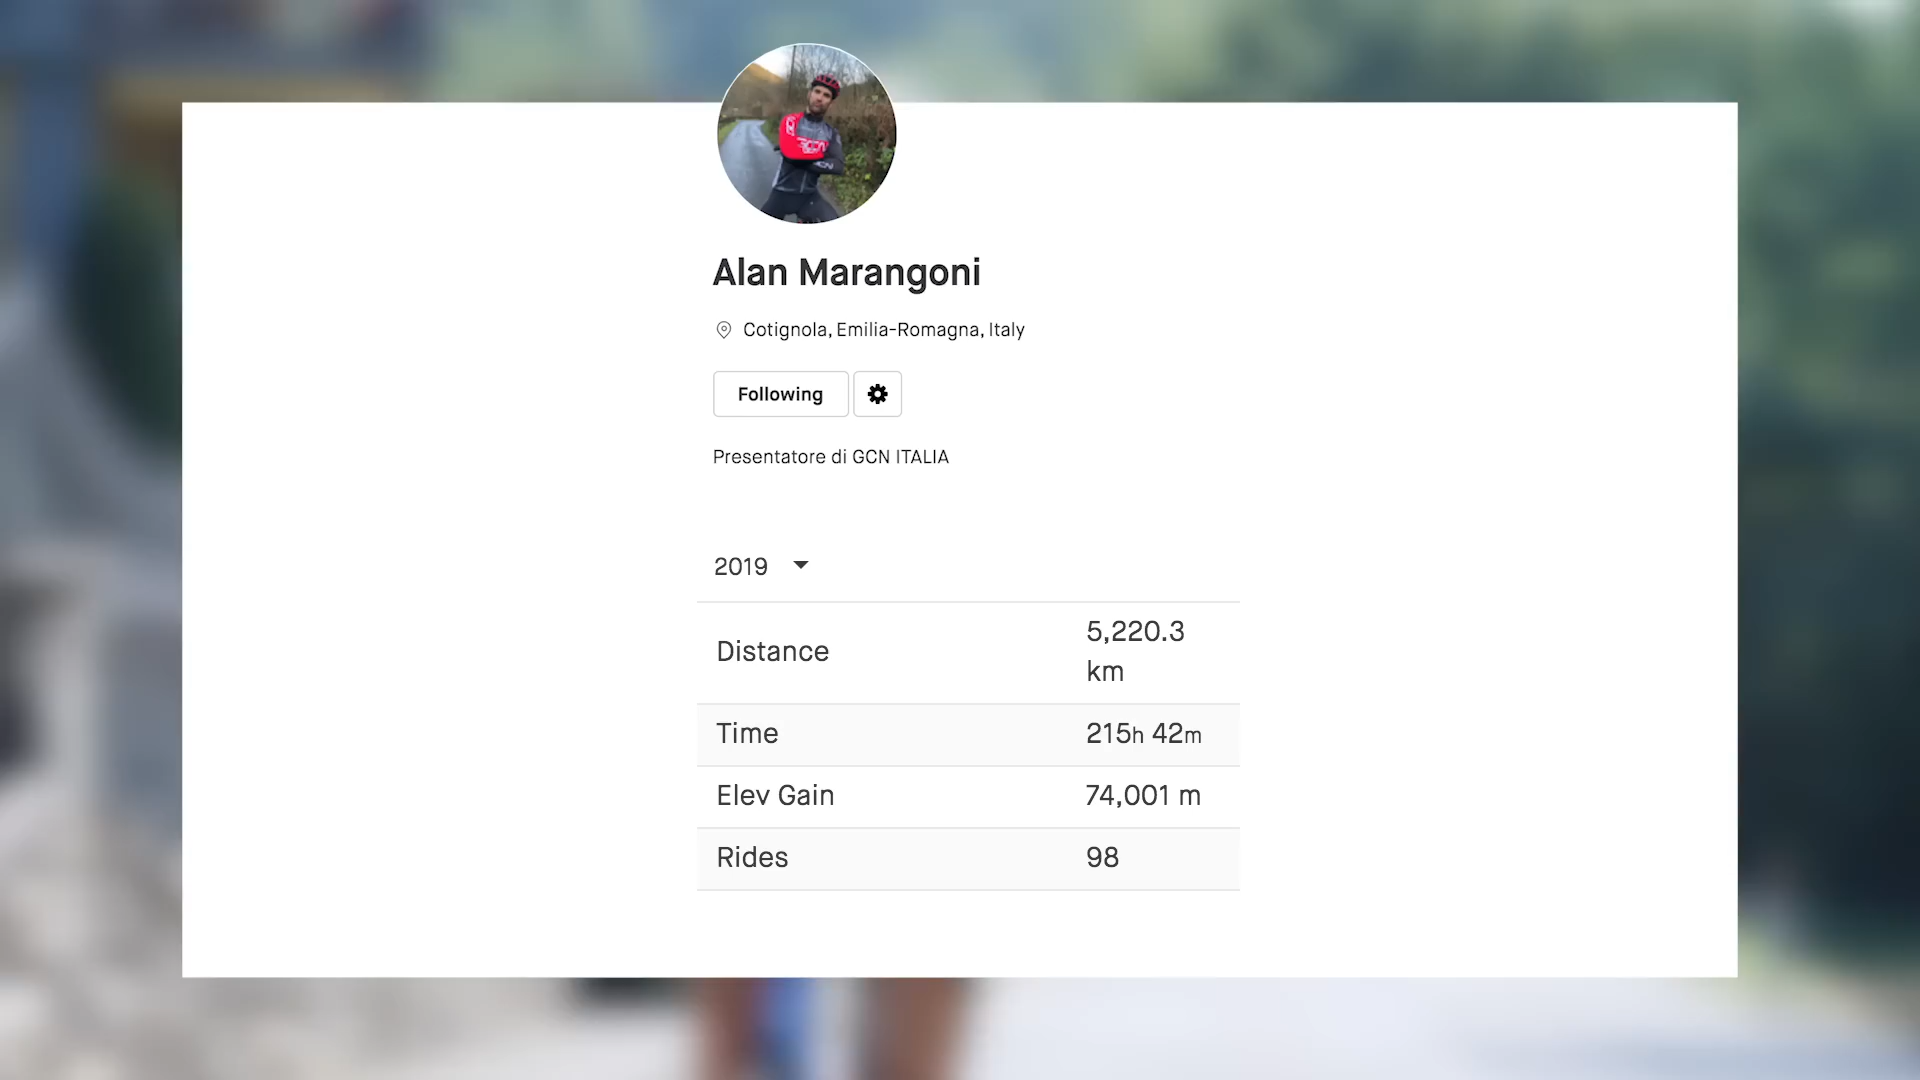 Alan Marangoni
Cotignola, Emilia-Romagna, Italy
Following
Presentatore di GCN ITALIA
2019
Distance 5,220.3 km
Time 215h 42m
Elev Gain 74,001 m
Rides 98